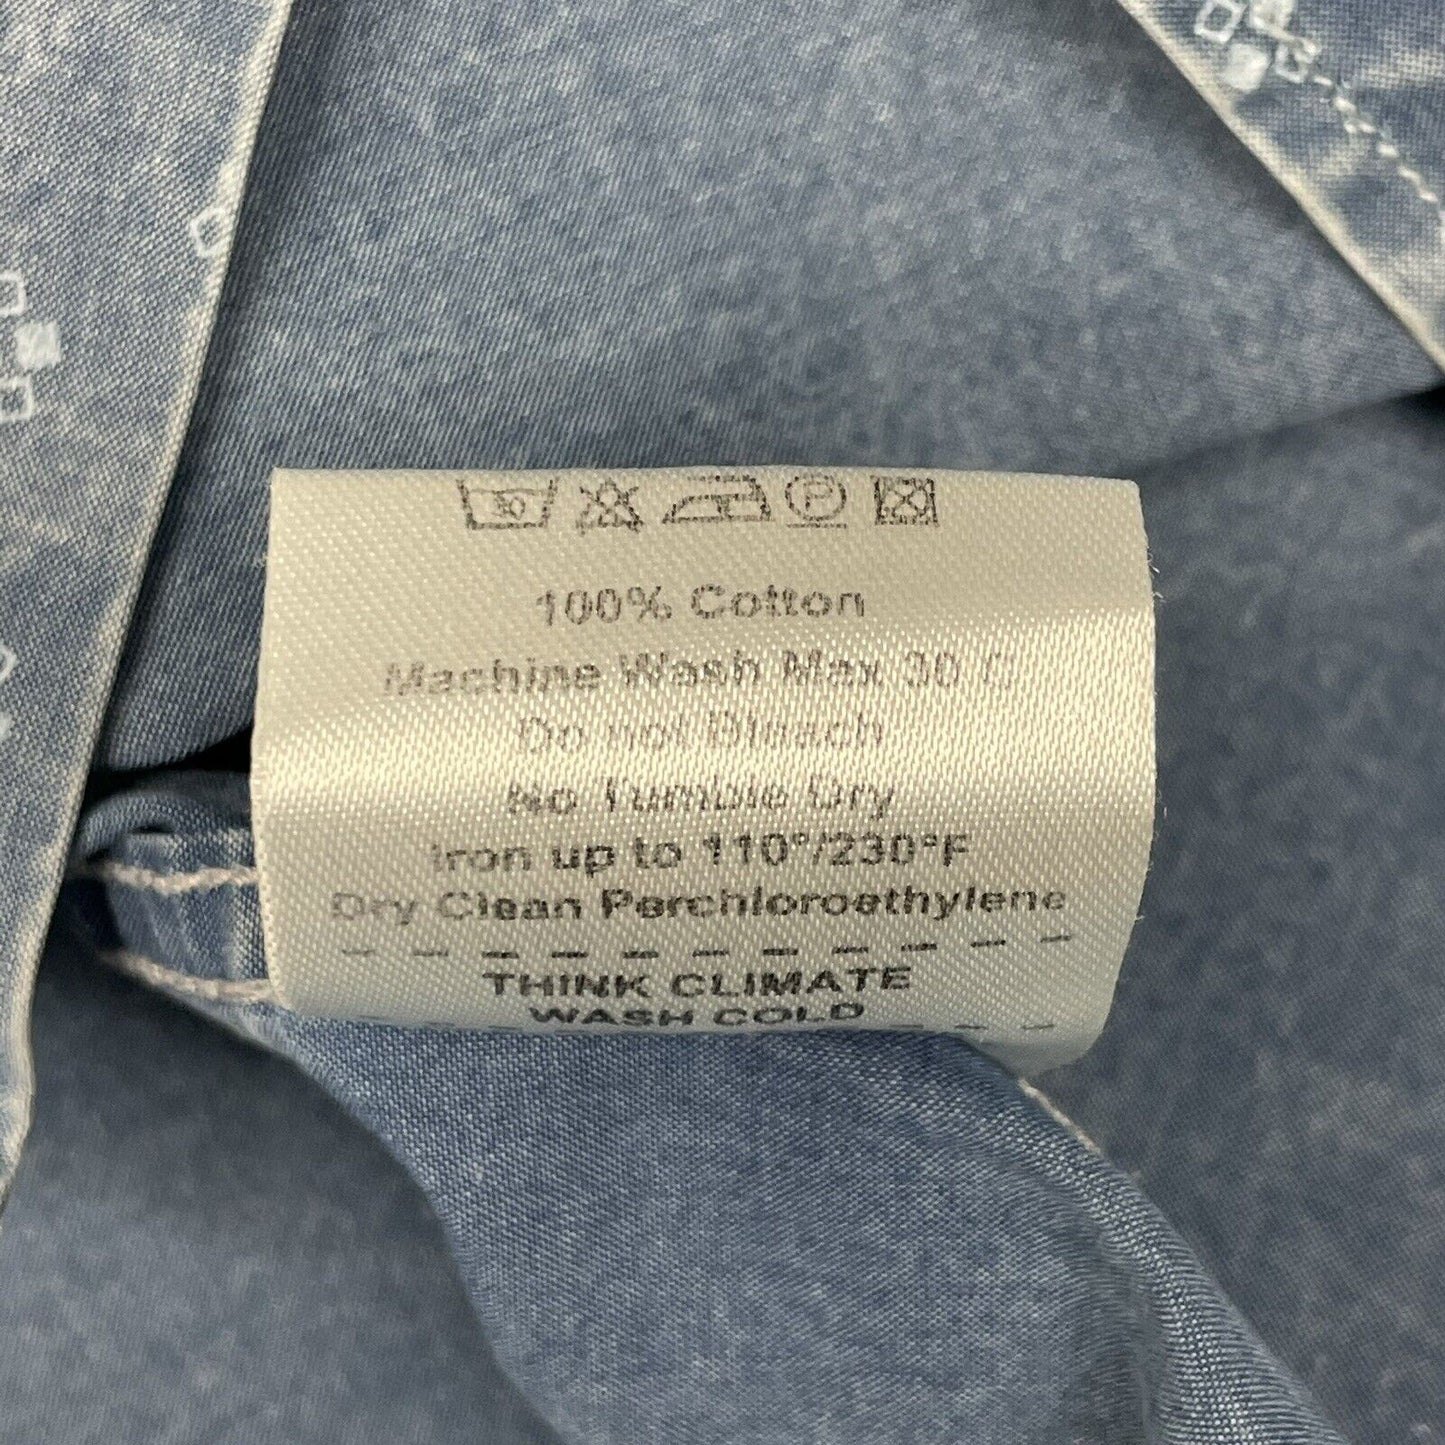 30 P
100% Cotton
Machine Wash Max 30 C
Do not Bleach
No Tumble Dry
Iron up to 110°/230°F
Dry Clean Perchloroethylene
THINK CLIMATE
WASH COLD